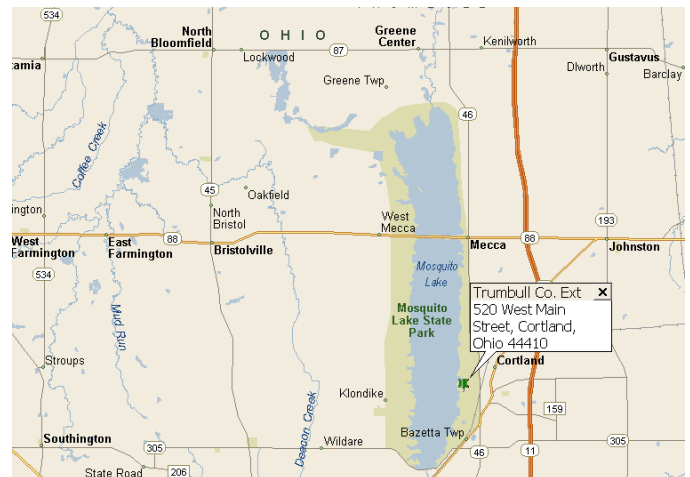 534
North
Bloomfield
OHIO
87
Greene
Center
Kenilworth
Gustavus
tamia
Lockwood
Dlworth
Barclay
Greene Twp
46
Coffee Creek
45
Oakfield
ington
North
Bristol
West
Mecca
193
West
Farmington
East
Farmington
88
Bristolville
Mecca
88
Johnston
534
Mosquito
Lake
Trumbull Co. Ext
520 West Main
Street, Cortland,
Ohio 44410
Mosquito
Lake State
Park
Mud Run
Stroups
Cortland
Klondike
Deacon Creek
159
Bazetta Twp
Southington
305
Wildare
46
11
305
State Road
206